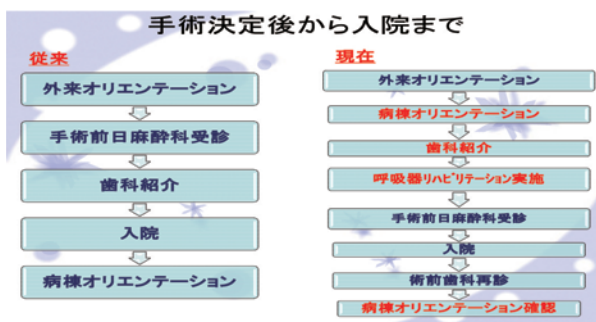 手術決定後から入院まで
従来
外来オリエンテーション
手術前日麻酔科受診
歯科紹介
入院
病棟オリエンテーション
現在
外来オリエンテーション
病棟オリエンテーション
歯科紹介
呼吸器リハビリテーション実施
手術前日麻酔科受診
入院
術前歯科再診
病棟オリエンテーション確認